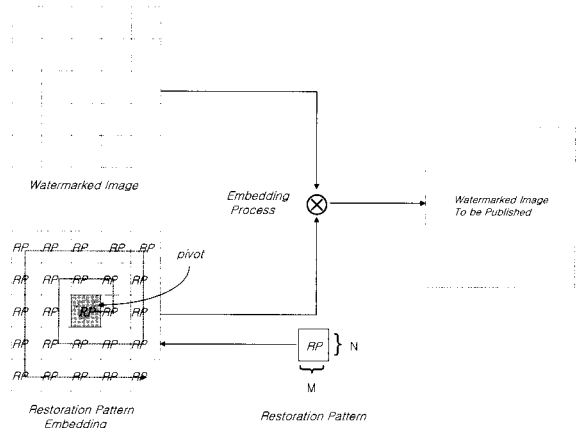 Watermarked Image
Embedding
Process
Watermarked Image
To be Published
RP RP RP RP RP
pivot
RP RP RP RP RP
RP RP RP RP RP
RP RP RP RP RP
RP RP RP RP RP
RP
N
M
Restoration Pattern
Embedding
Restoration Pattern